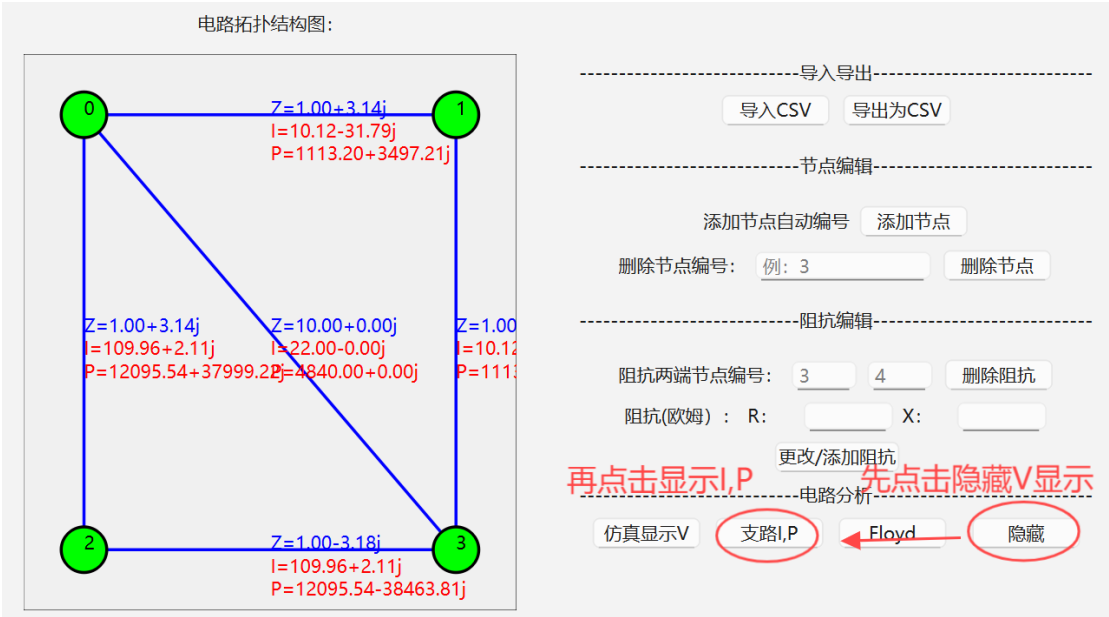 电路拓扑结构图:
0
1
Z=1.00+3.14j
I=10.12-31.79j
P=1113.20+3497.21j
Z=1.00+3.14j
I=109.96+2.11j
P=12095.54+37999.22j
Z=10.00+0.00j
I=22.00-0.00j
P=4840.00+0.00j
Z=1.00
I=10.12
P=111
2
3
Z=1.00-3.18j
I=109.96+2.11j
P=12095.54-38463.81j
----------------------------导入导出----------------------------
导入CSV 导出为CSV
----------------------------节点编辑----------------------------
添加节点自动编号 添加节点
删除节点编号: 例: 3 删除节点
----------------------------阻抗编辑----------------------------
阻抗两端节点编号: 3 4 删除阻抗
阻抗(欧姆) : R: X:
更改/添加阻抗
再点击显示I,P 先点击隐藏V显示
----------------------------电路分析----------------------------
仿真显示V 支路I,P Floyd 隐藏